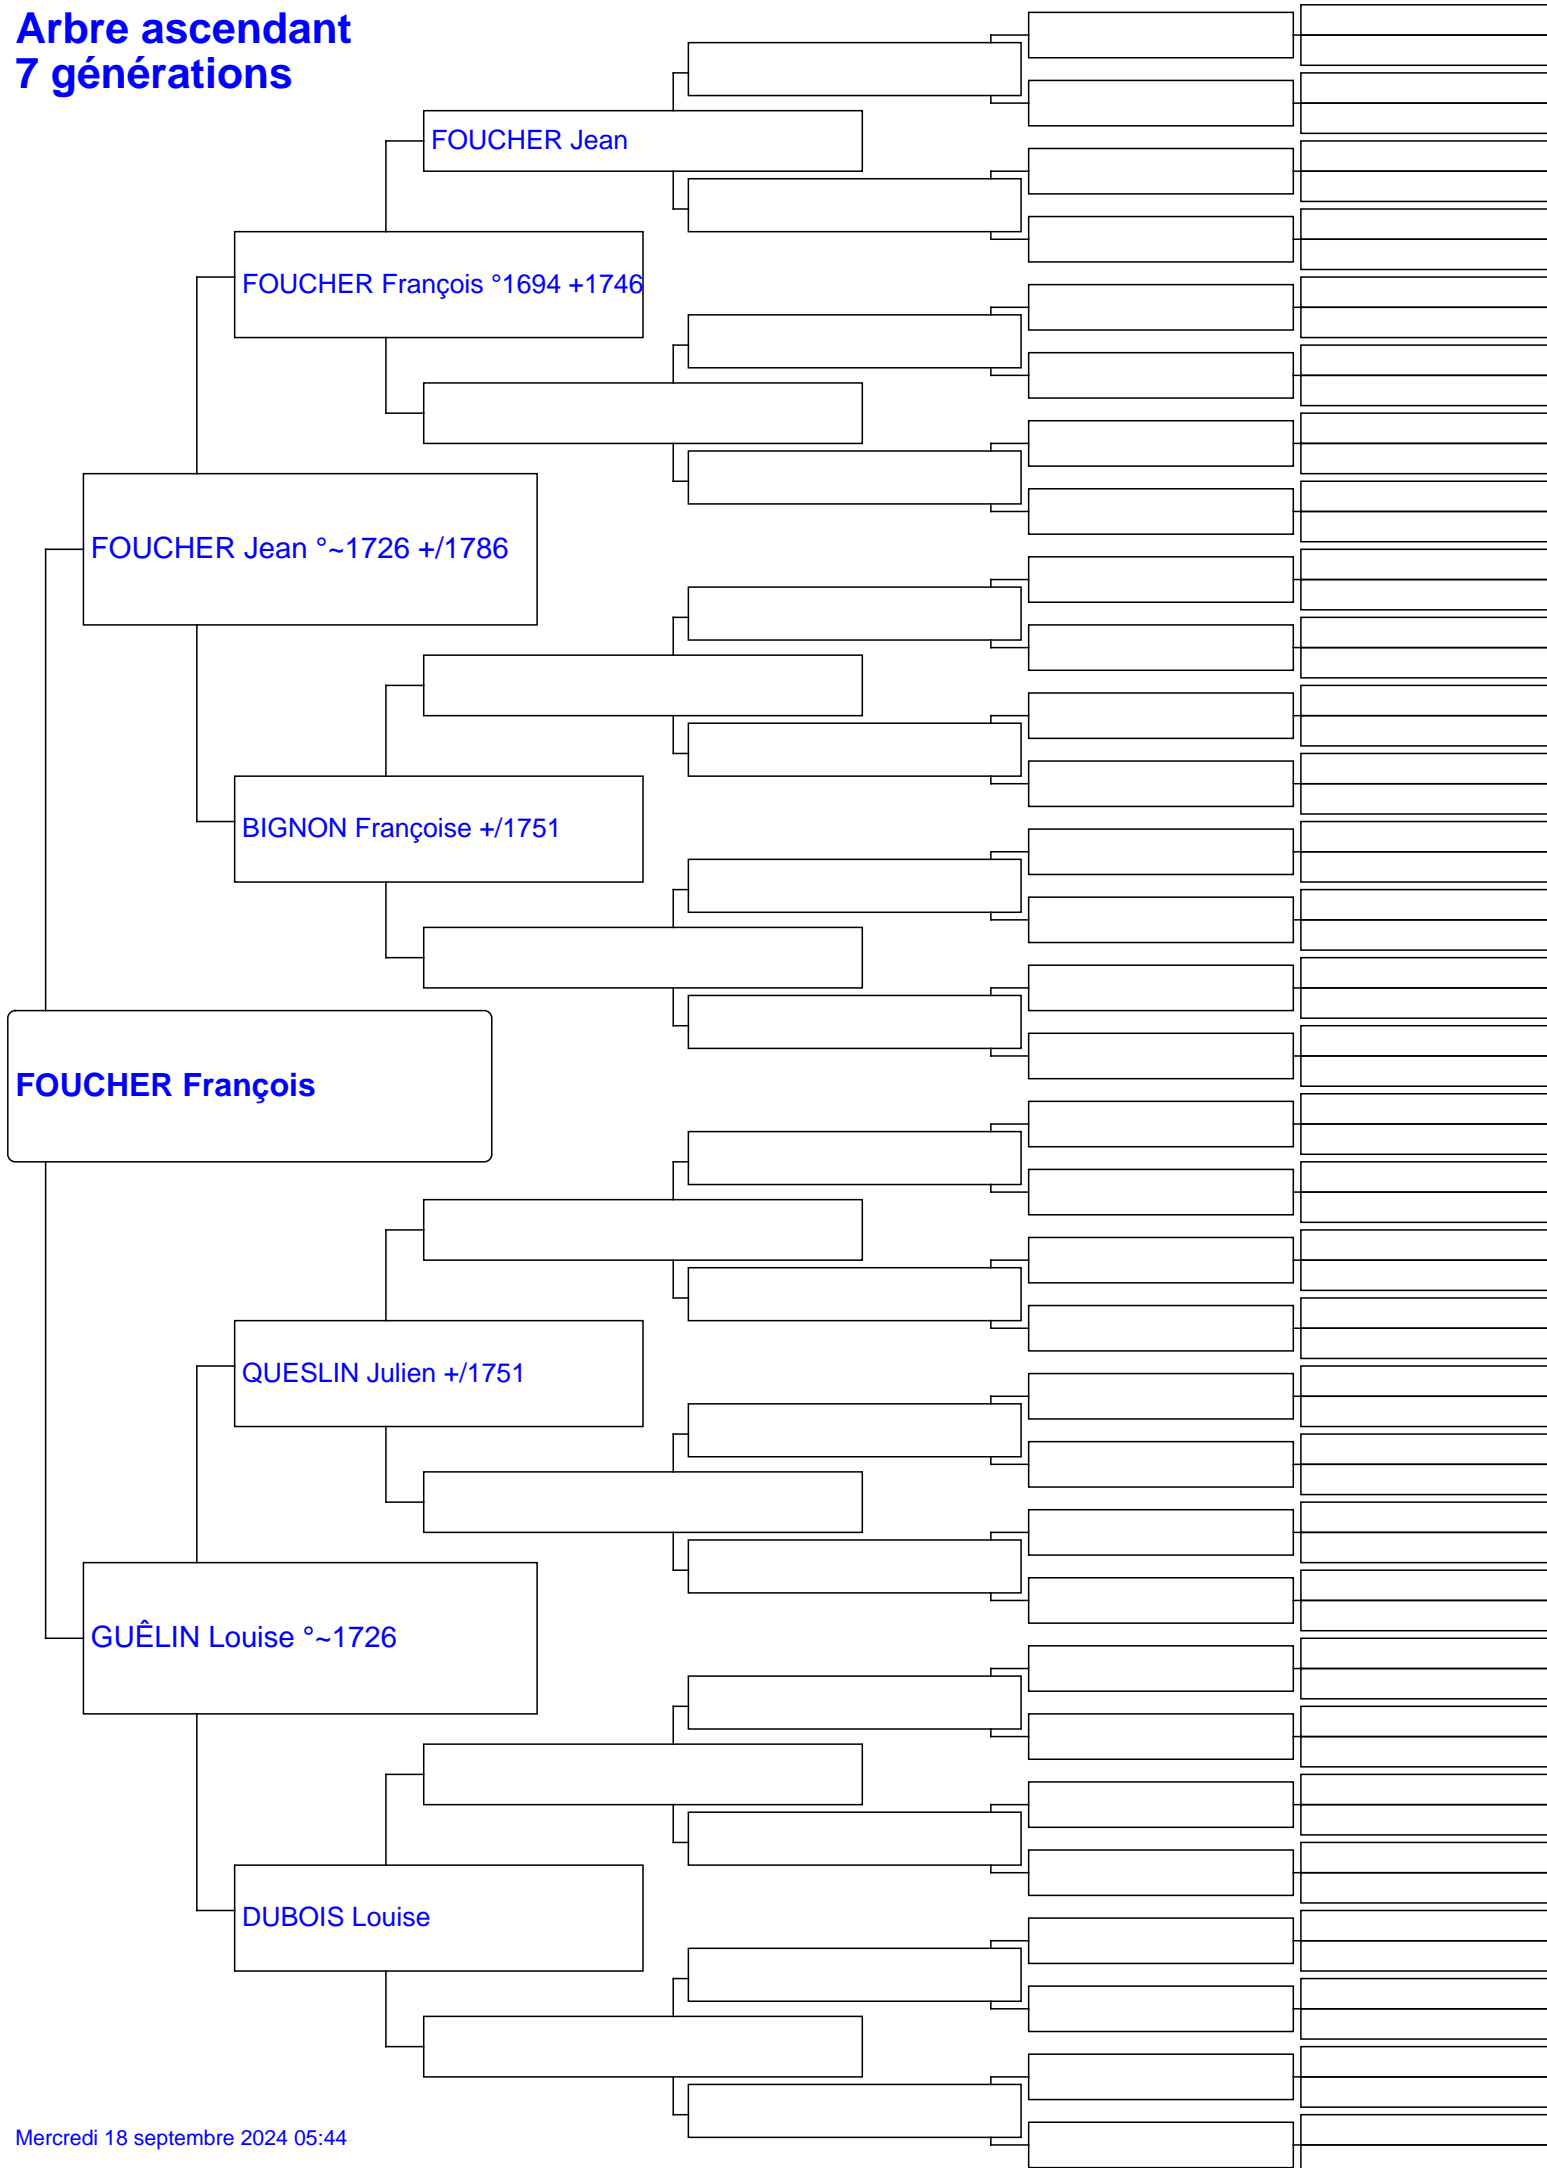 Arbre ascendant
7 générations
FOUCHER Jean
FOUCHER François °1694 +1746
FOUCHER Jean °~1726 +/1786
BIGNON Françoise +/1751
FOUCHER François
QUESLIN Julien +/1751
GUÊLIN Louise °~1726
DUBOIS Louise
Mercredi 18 septembre 2024 05:44